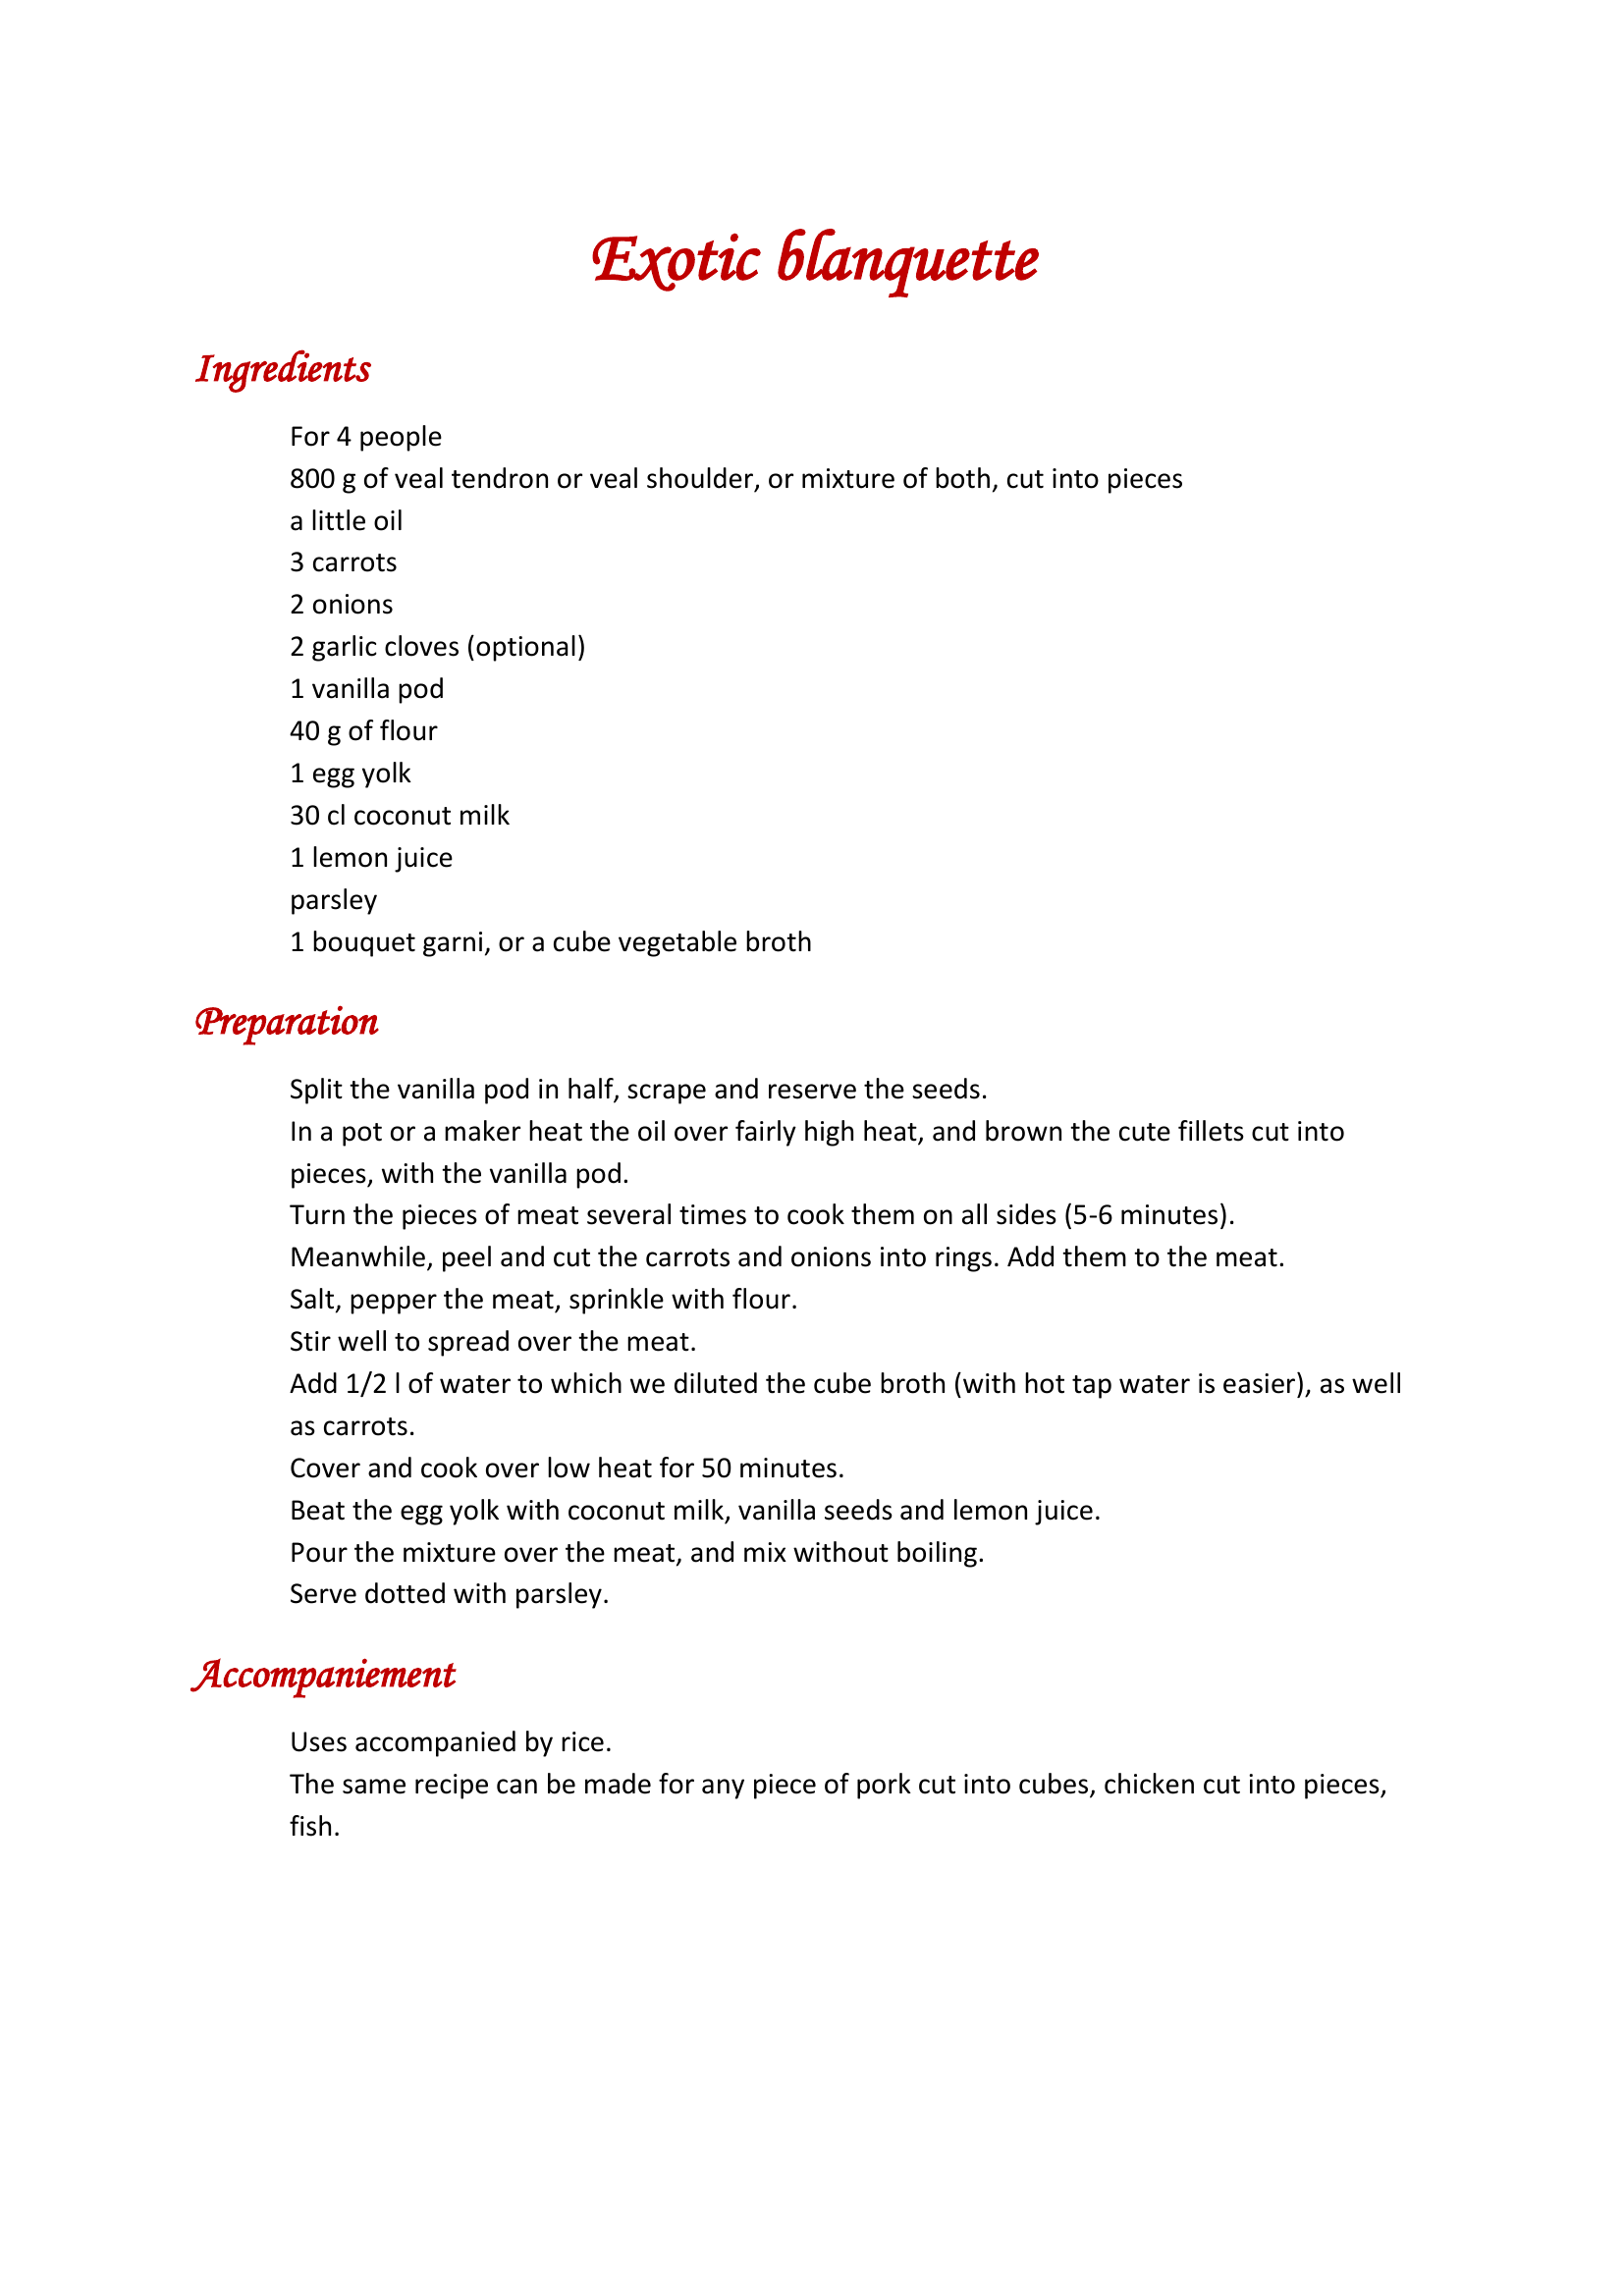 Exotic blanquette
Ingredients
For 4 people
800 g of veal tendron or veal shoulder, or mixture of both, cut into pieces
a little oil
3 carrots
2 onions
2 garlic cloves (optional)
1 vanilla pod
40 g of flour
1 egg yolk
30 cl coconut milk
1 lemon juice
parsley
1 bouquet garni, or a cube vegetable broth
Preparation
Split the vanilla pod in half, scrape and reserve the seeds.
In a pot or a maker heat the oil over fairly high heat, and brown the cute fillets cut into
pieces, with the vanilla pod.
Turn the pieces of meat several times to cook them on all sides (5-6 minutes).
Meanwhile, peel and cut the carrots and onions into rings. Add them to the meat.
Salt, pepper the meat, sprinkle with flour.
Stir well to spread over the meat.
Add 1/2 l of water to which we diluted the cube broth (with hot tap water is easier), as well
as carrots.
Cover and cook over low heat for 50 minutes.
Beat the egg yolk with coconut milk, vanilla seeds and lemon juice.
Pour the mixture over the meat, and mix without boiling.
Serve dotted with parsley.
Accompaniement
Uses accompanied by rice.
The same recipe can be made for any piece of pork cut into cubes, chicken cut into pieces,
fish.